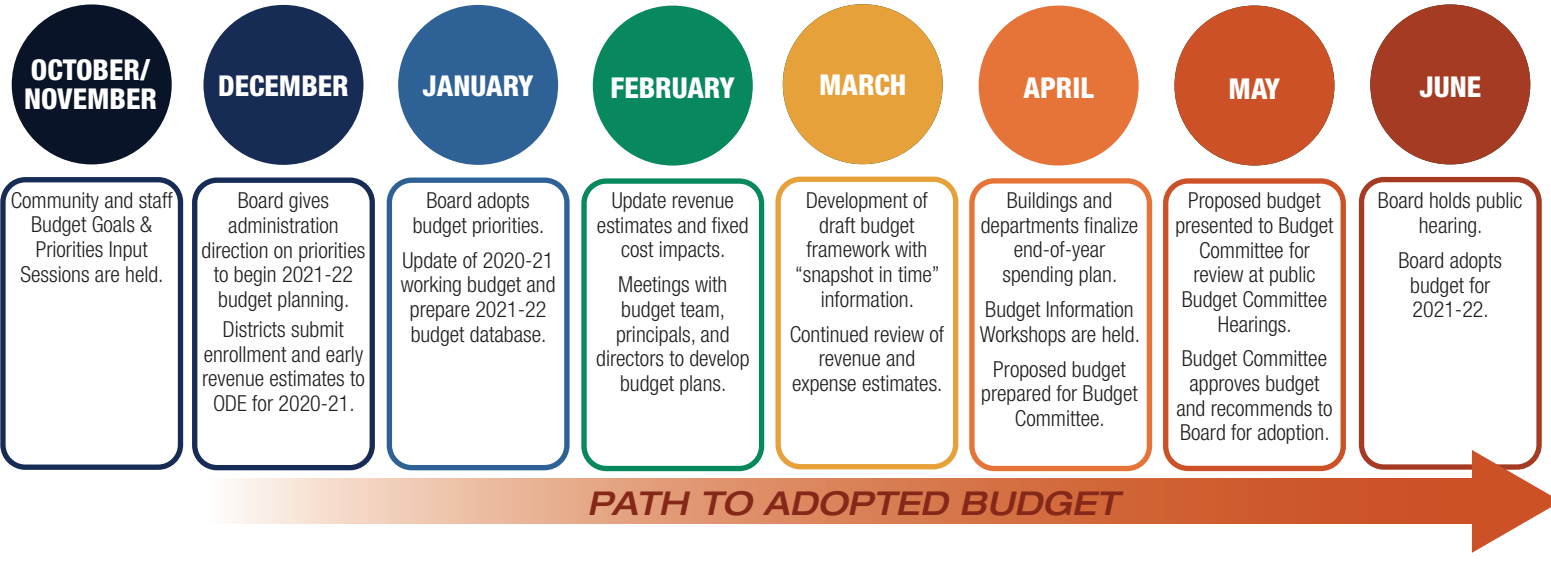 OCTOBER/
NOVEMBER
DECEMBER
JANUARY
FEBRUARY
MARCH
APRIL
MAY
JUNE
Community and staff
Budget Goals &
Priorities Input
Sessions are held.
Board gives
administration
direction on priorities
to begin 2021-22
budget planning.
Districts submit
enrollment and early
revenue estimates to
ODE for 2020-21.
Board adopts
budget priorities.
Update of 2020-21
working budget and
prepare 2021-22
budget database.
Update revenue
estimates and fixed
cost impacts.
Meetings with
budget team,
principals, and
directors to develop
budget plans.
Development of
draft budget
framework with
“snapshot in time”
information.
Continued review of
revenue and
expense estimates.
Buildings and
departments finalize
end-of-year
spending plan.
Budget Information
Workshops are held.
Proposed budget
prepared for Budget
Committee.
Proposed budget
presented to Budget
Committee for
review at public
Budget Committee
Hearings.
Budget Committee
approves budget
and recommends to
Board for adoption.
Board holds public
hearing.
Board adopts
budget for
2021-22.
PATH TO ADOPTED BUDGET